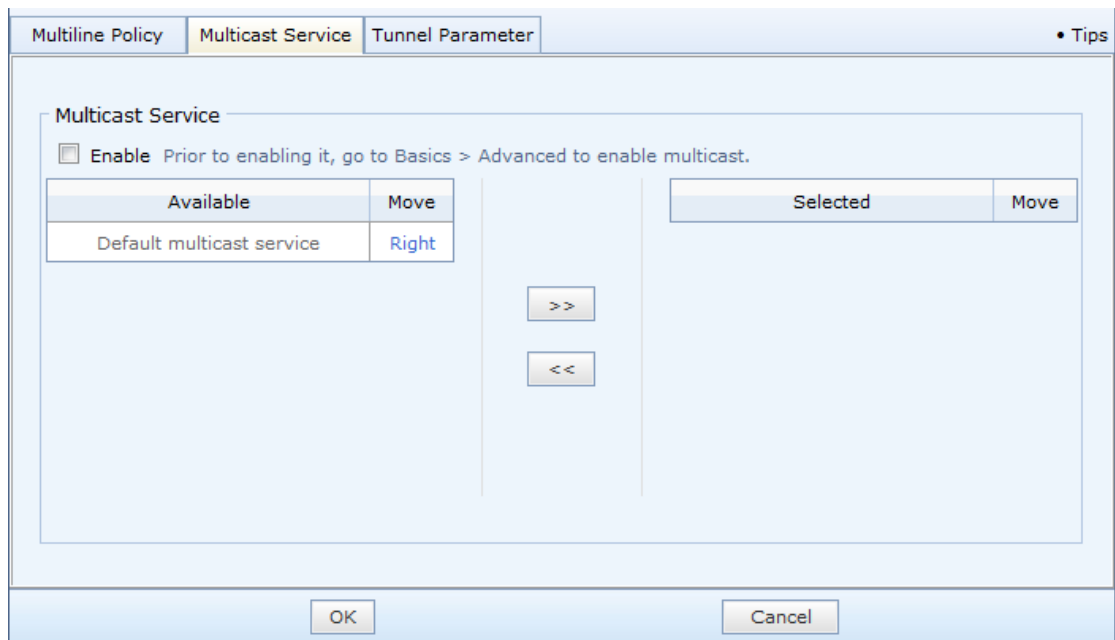 Multiline Policy Multicast Service Tunnel Parameter • Tips
Multicast Service
Enable Prior to enabling it, go to Basics > Advanced to enable multicast.
Available Move Selected Move
Default multicast service Right
>>
<<
OK Cancel